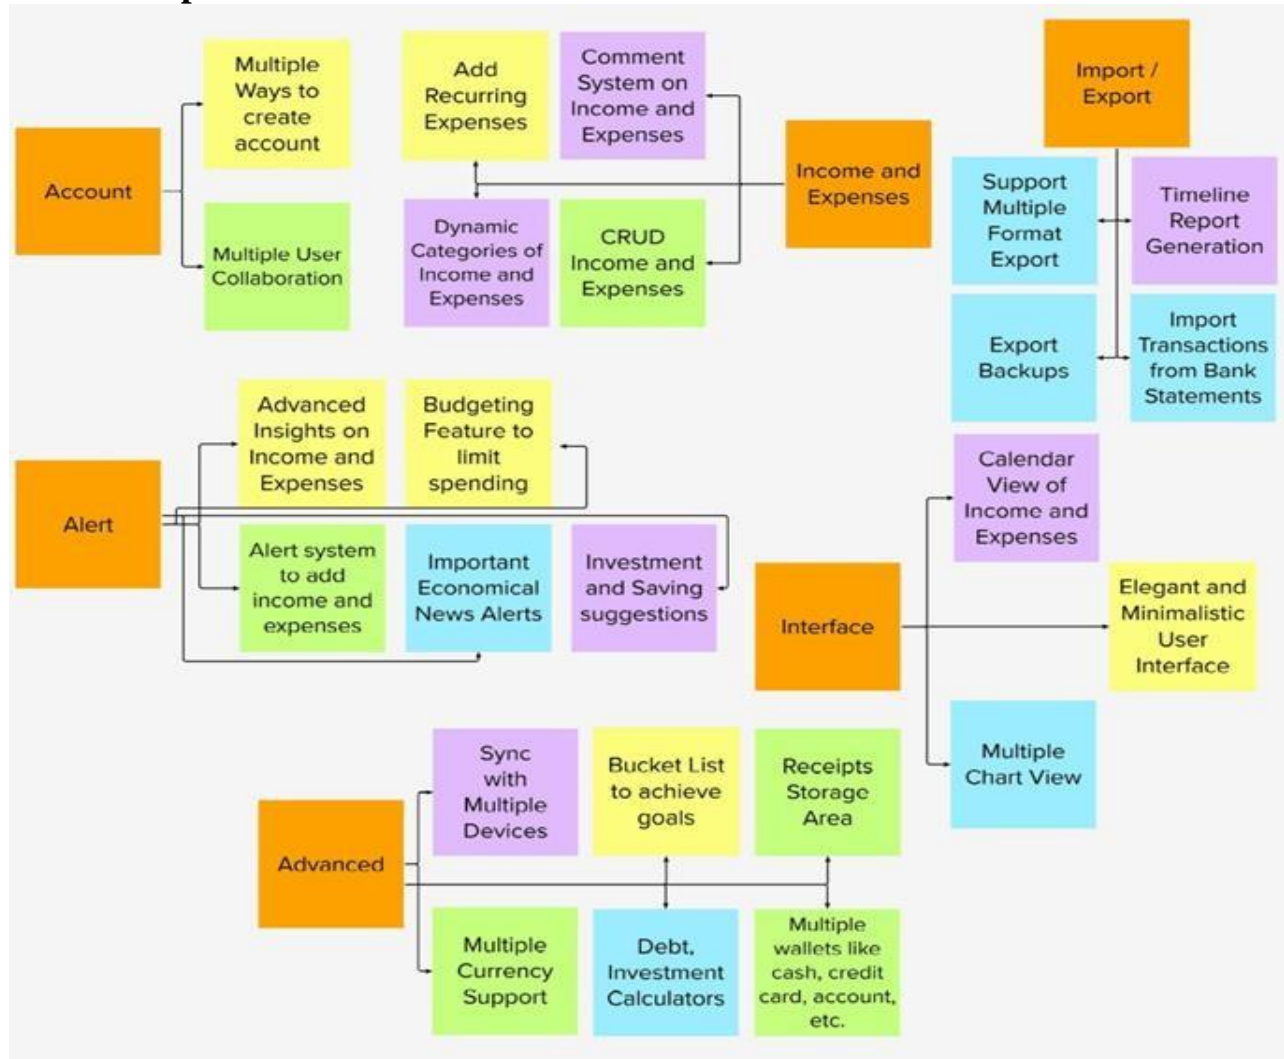 Account
Multiple
Ways to
create
account
Multiple User
Collaboration
Add
Recurring
Expenses
Comment
System on
Income and
Expenses
Dynamic
Categories of
Income and
Expenses
CRUD
Income and
Expenses
Income and
Expenses
Import /
Export
Support
Multiple
Format
Export
Timeline
Report
Generation
Export
Backups
Import
Transactions
from Bank
Statements
Alert
Advanced
Insights on
Income and
Expenses
Budgeting
Feature to
limit
spending
Alert system
to add
income and
expenses
Important
Economical
News Alerts
Investment
and Saving
suggestions
Interface
Calendar
View of
Income and
Expenses
Elegant and
Minimalistic
User
Interface
Multiple
Chart View
Advanced
Sync
with
Multiple
Devices
Bucket List
to achieve
goals
Receipts
Storage
Area
Multiple
Currency
Support
Debt,
Investment
Calculators
Multiple
wallets like
cash, credit
card, account,
etc.